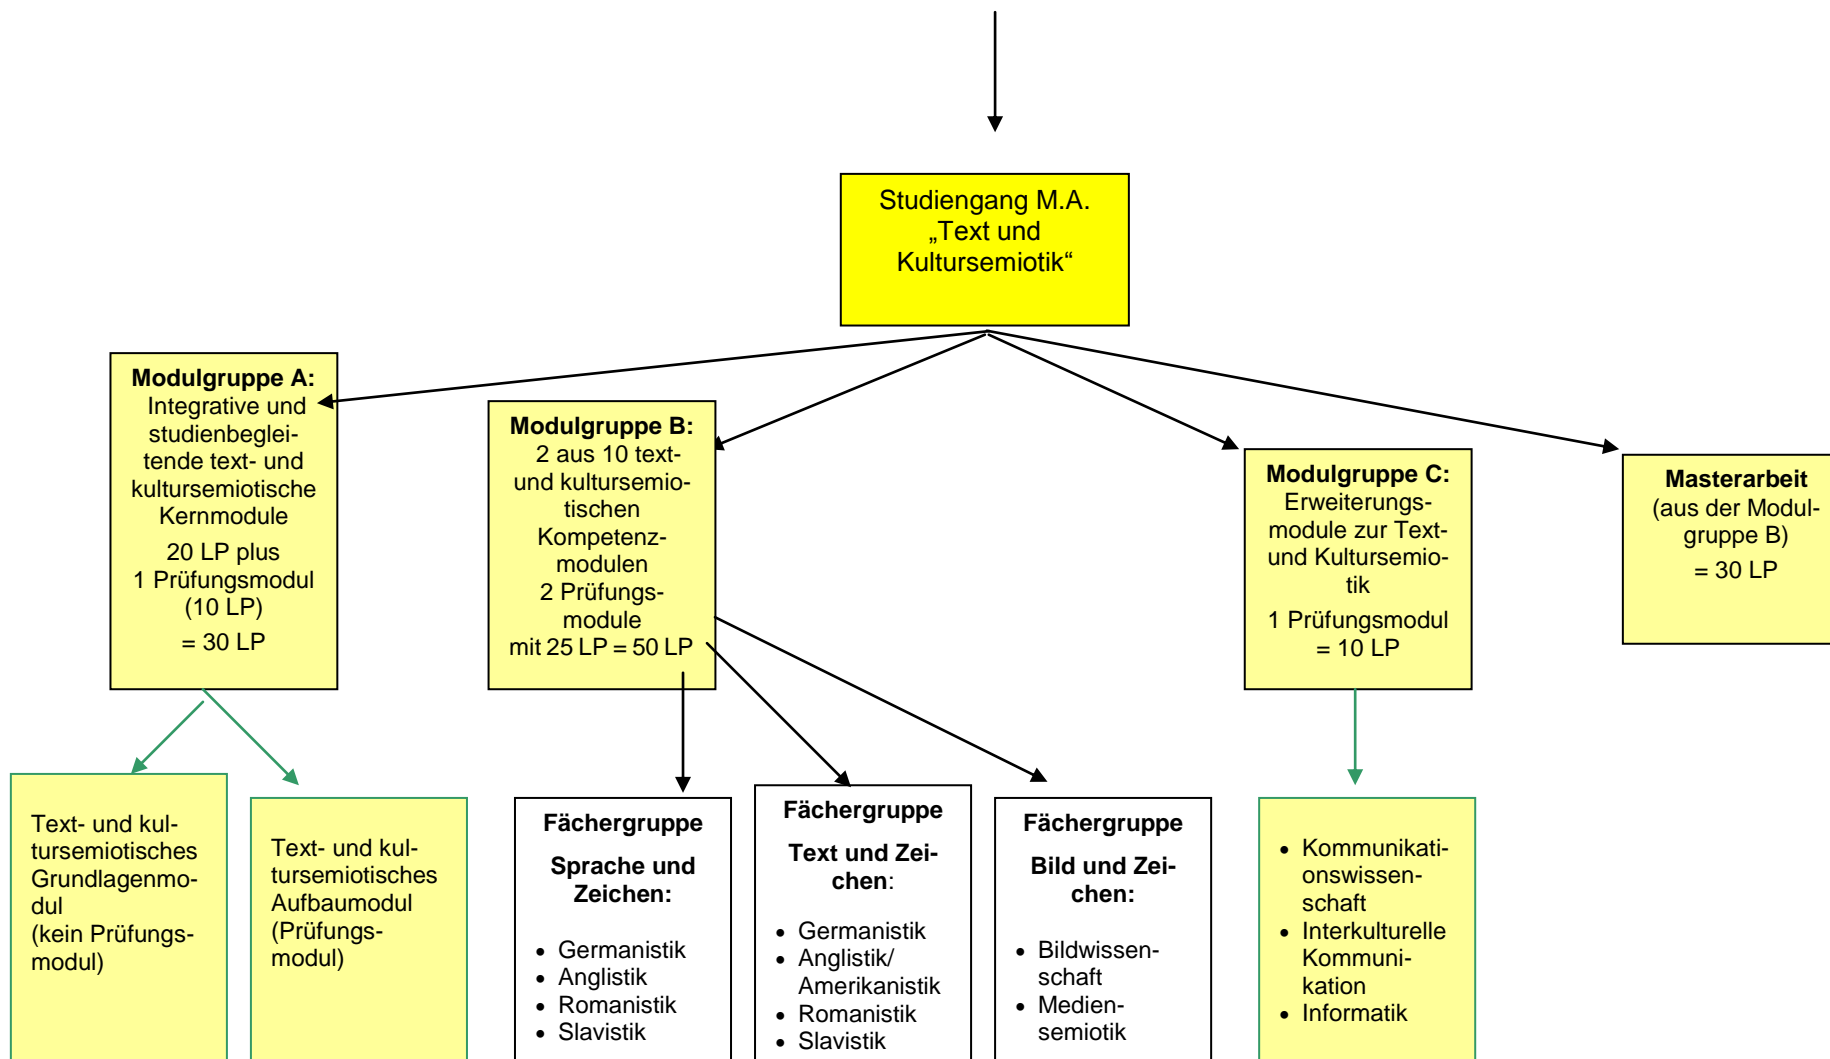 Studiengang M.A.
„Text und
Kultursemiotik“
Modulgruppe A:
Integrative und
studienbeglei-
tende text- und
kultursemiotische
Kernmodule
20 LP plus
1 Prüfungsmodul
(10 LP)
= 30 LP
Modulgruppe B:
2 aus 10 text-
und kultursemio-
tischen
Kompetenz-
modulen
2 Prüfungs-
module
mit 25 LP = 50 LP
Modulgruppe C:
Erweiterungs-
module zur Text-
und Kultursemio-
tik
1 Prüfungsmodul
= 10 LP
Masterarbeit
(aus der Modul-
gruppe B)
= 30 LP
Text- und kul-
tursemiotisches
Grundlagenmo-
dul
(kein Prüfungs-
modul)
Text- und kul-
tursemiotisches
Aufbaumodul
(Prüfungs-
modul)
Fächergruppe
Sprache und
Zeichen:
• Germanistik
• Anglistik
• Romanistik
• Slavistik
Fächergruppe
Text und Zei-
chen:
• Germanistik
• Anglistik/
Amerikanistik
• Romanistik
• Slavistik
Fächergruppe
Bild und Zei-
chen:
• Bildwissen-
schaft
• Medien-
semiotik
• Kommunikati-
onswissen-
schaft
• Interkulturelle
Kommuni-
kation
• Informatik